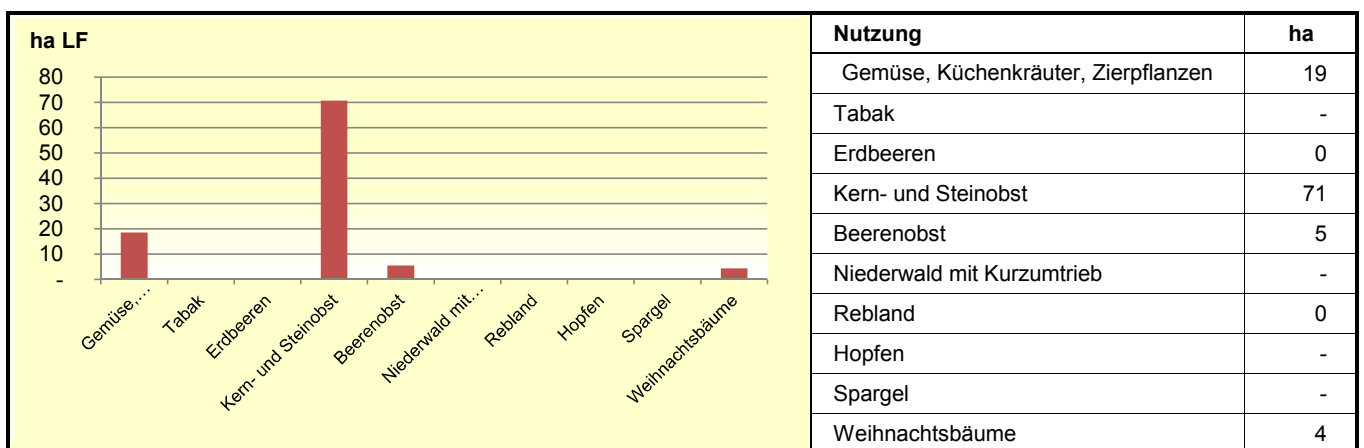 ha LF
80
70
60
50
40
30
20
10
-
Gemüse,...
Tabak
Erdbeeren
Kern- und Steinobst
Beerenobst
Niederwald mit...
Rebland
Hopfen
Spargel
Weihnachtsbäume
Nutzung ha
Gemüse, Küchenkräuter, Zierpflanzen 19
Tabak -
Erdbeeren 0
Kern- und Steinobst 71
Beerenobst 5
Niederwald mit Kurzumtrieb -
Rebland 0
Hopfen -
Spargel -
Weihnachtsbäume 4